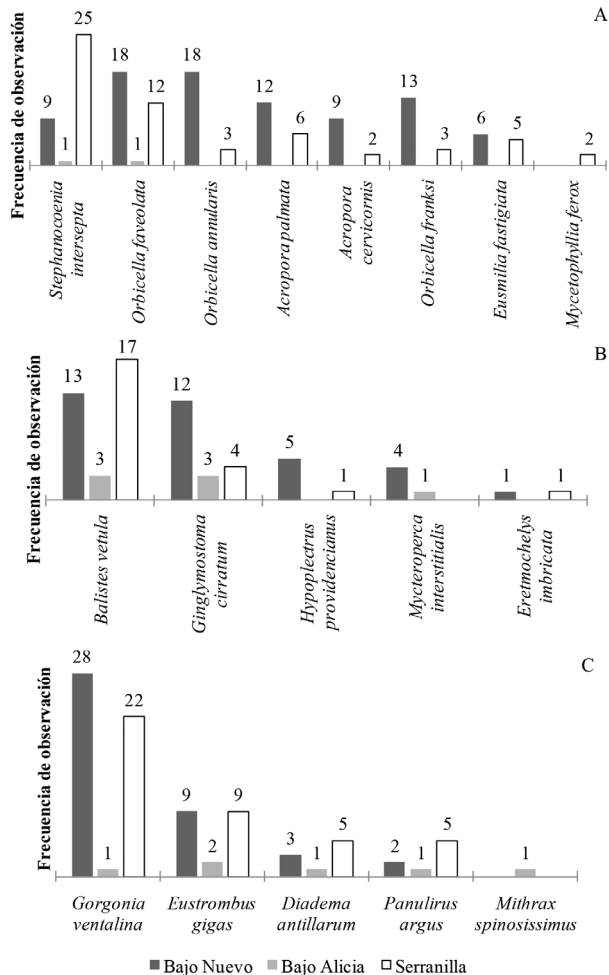 A
Frecuencia de observación
9
1
25
18
1
12
18
3
12
6
9
2
13
3
6
5
2
Stephanocoenia
intersepta
Orbicella faveolata
Orbicella annularis
Acropora palmata
Acropora
cervicornis
Orbicella franksi
Eusmilia fastigiata
Mycetophyllia ferox
B
Frecuencia de observación
13
3
17
12
3
4
5
1
4
1
1
1
Balistes vetula
Ginglymostoma
cirratum
Hypoplectrus
providencianus
Mycteroperca
interstitialis
Eretmochelys
imbricata
C
Frecuencia de observación
28
1
22
9
2
9
3
1
5
2
1
5
1
Gorgonia
ventalina
Eustrombus
gigas
Diadema
antillarum
Panulirus
argus
Mithrax
spinosissimus
Bajo Nuevo
Bajo Alicia
Serranilla